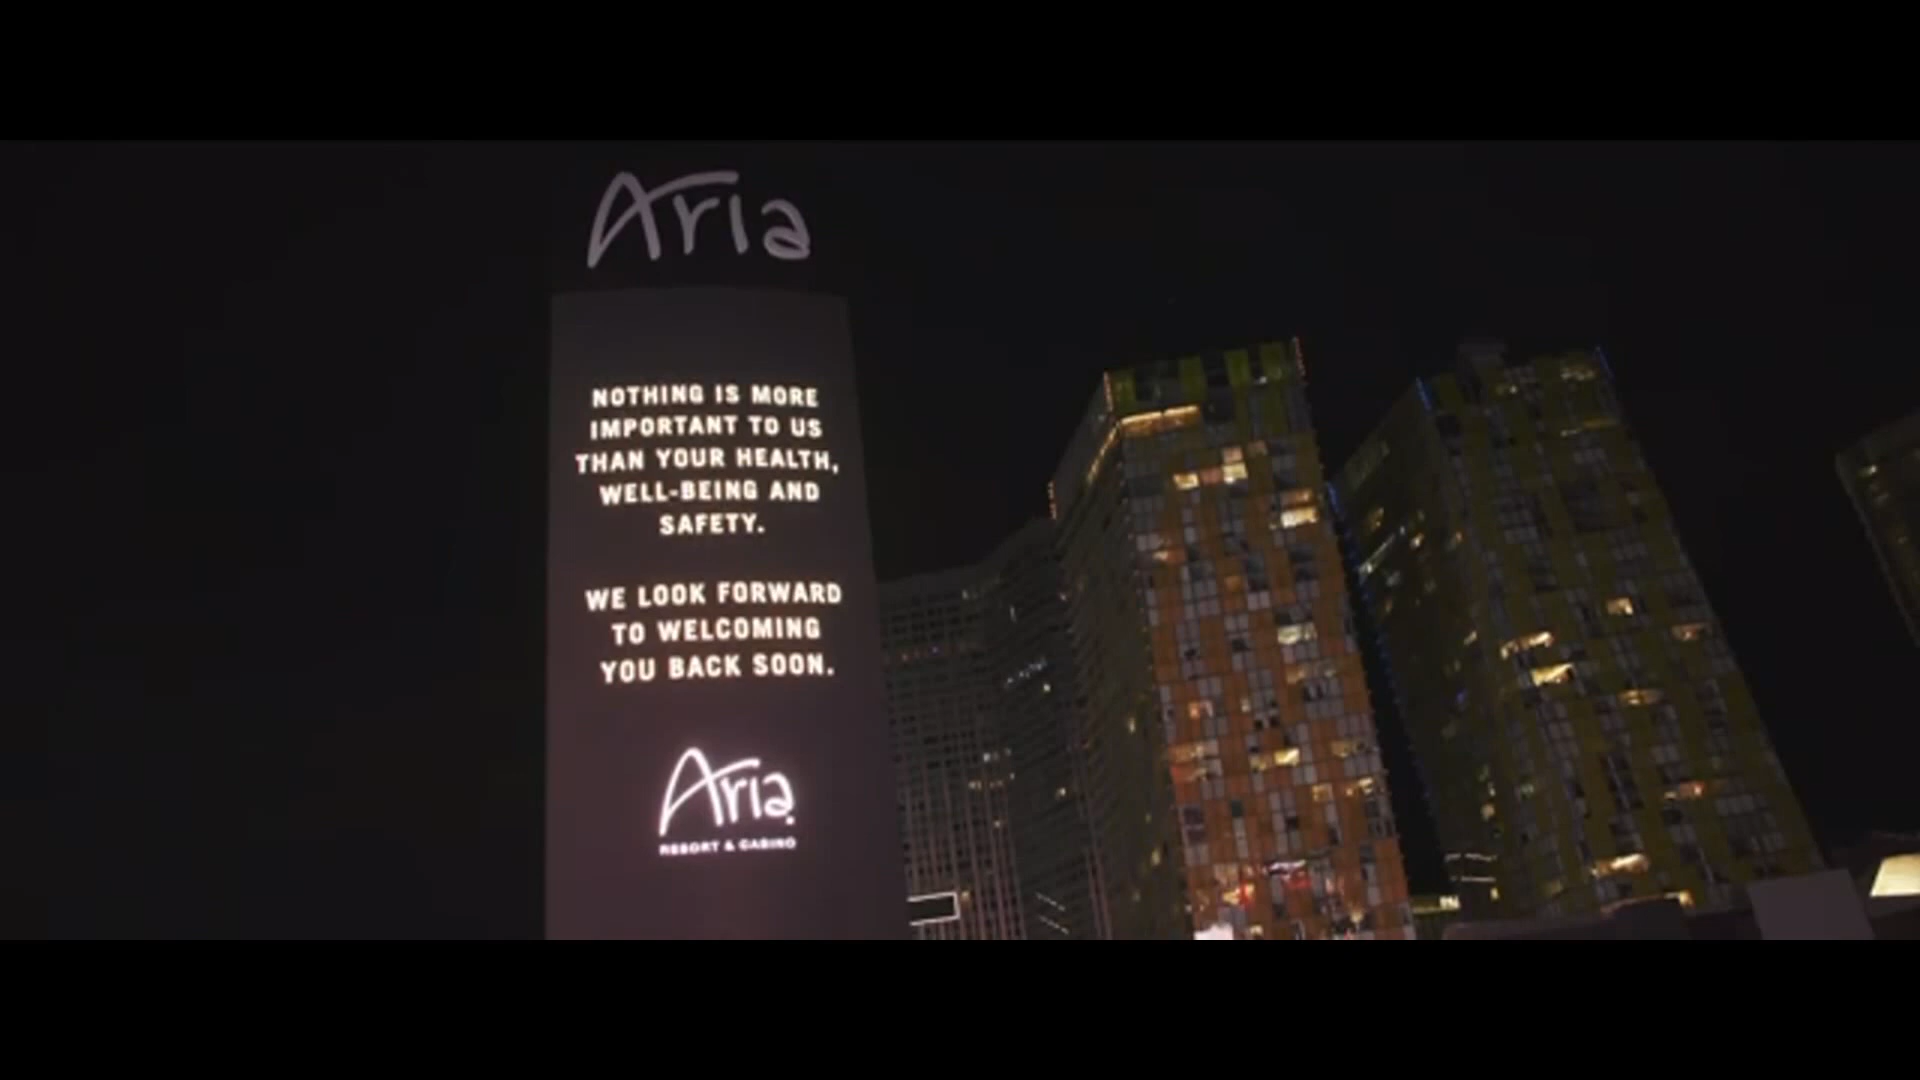 Aria
NOTHING IS MORE
IMPORTANT TO US
THAN YOUR HEALTH,
WELL-BEING AND
SAFETY.
WE LOOK FORWARD
TO WELCOMING
YOU BACK SOON.
Aria
RESORT & CASINO